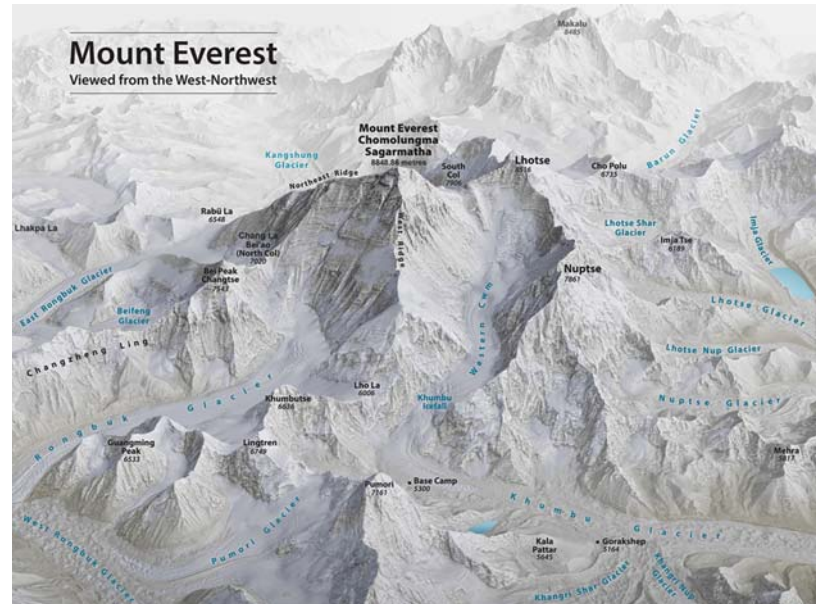 Mount Everest
Viewed from the West-Northwest
Makalu
8485
Mount Everest
Chomolungma
Sagarmatha
8848.86 metres
Kangshung
Glacier
Northeast Ridge
South
Col
7906
Lhotse
8516
Cho Polu
6735
Barun Glacier
Rabü La
6548
Lhakpa La
Chang La
Bei'ao
(North Col)
7020
West Ridge
Lhotse Shar
Glacier
Imja Tse
6189
Imja Glacier
East Rongbuk Glacier
Bei Peak
Changtse
7543
Nuptse
7861
Beifeng
Glacier
Western Cwm
Lhotse Glacier
Changzheng Ling
Lhotse Nup Glacier
Rongbuk Glacier
Khumbutse
6636
Lho La
6006
Khumbu
Icefall
Nuptse Glacier
Guangming
Peak
6533
Lingtren
6749
Mehra
5817
Pumori
7161
Base Camp
5300
Khumbu Glacier
West Rongbuk Glacier
Pumori Glacier
Kala
Pattar
5645
Gorakshep
5164
Khangri Shar Glacier
Khangri Nup
Glacier